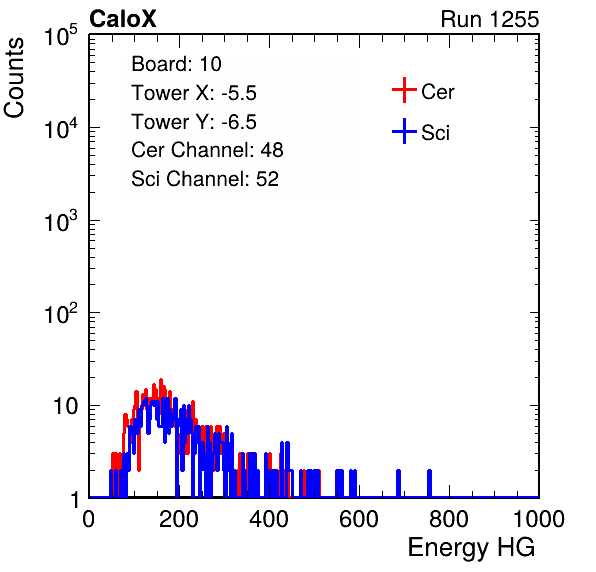 CaloX Run 1255
Counts
10^5
10^4
10^3
10^2
10
1
Board: 10
Tower X: -5.5
Tower Y: -6.5
Cer Channel: 48
Sci Channel: 52
Cer
Sci
0 200 400 600 800 1000
Energy HG